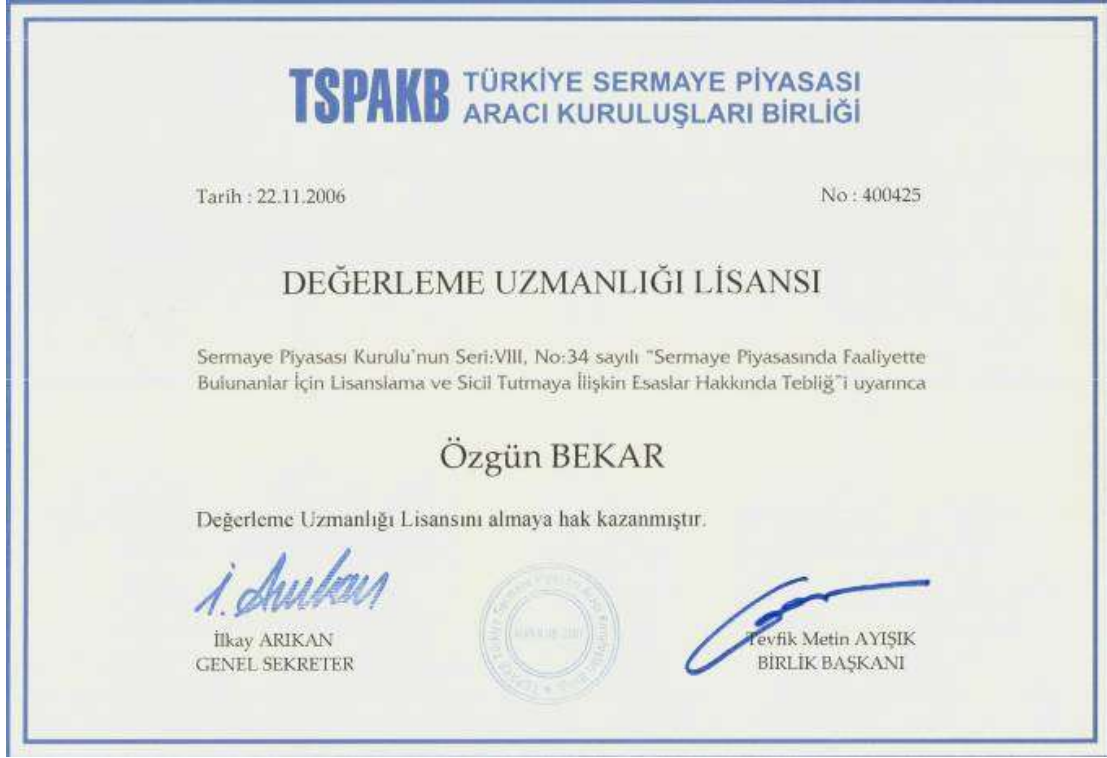 TSPAKB TÜRKİYE SERMAYE PİYASASI
ARACI KURULUŞLARI BİRLİĞİ
Tarih : 22.11.2006 No : 400425
DEĞERLEME UZMANLIĞI LİSANSI
Sermaye Piyasası Kurulu'nun Seri:VIII, No:34 sayılı "Sermaye Piyasasında Faaliyette
Bulunanlar İçin Lisanslama ve Sicil Tutmaya İlişkin Esaslar Hakkında Tebliğ"i uyarınca
Özgün BEKAR
Değerleme Uzmanlığı Lisansını almaya hak kazanmıştır.
İlkay ARIKAN
GENEL SEKRETER
Tevfik Metin AYIŞIK
BİRLİK BAŞKANI